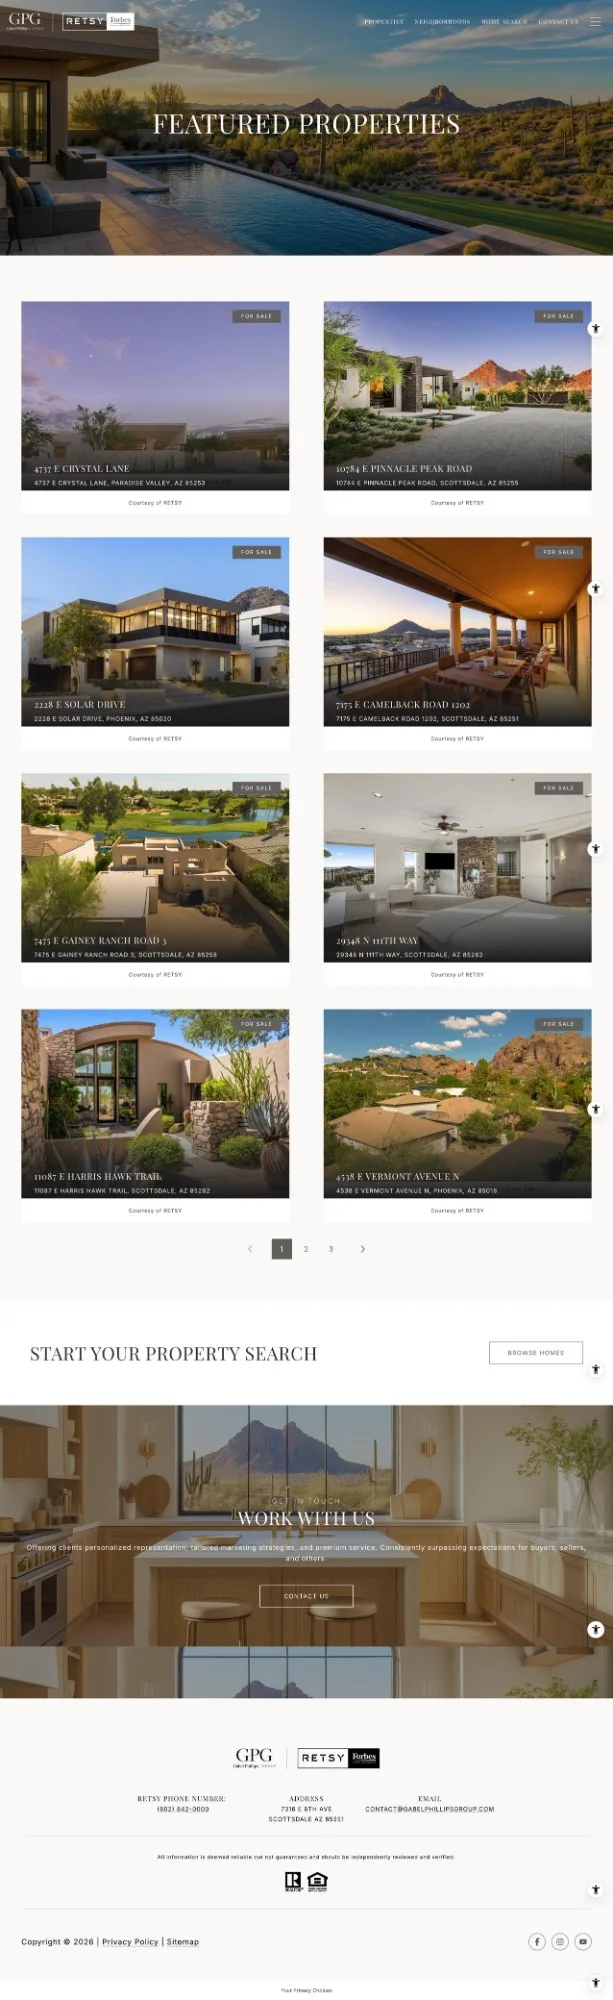 GPG
Gabel Phillips GROUP
RETSY
Forbes
PROPERTIES
NEIGHBORHOODS
HOME SEARCH
CONTACT US
FEATURED PROPERTIES
FOR SALE
4737 E CRYSTAL LANE
4737 E CRYSTAL LANE, PARADISE VALLEY, AZ 85253
Courtesy of RETSY
FOR SALE
10784 E PINNACLE PEAK ROAD
10784 E PINNACLE PEAK ROAD, SCOTTSDALE, AZ 85255
Courtesy of RETSY
FOR SALE
2228 E SOLAR DRIVE
2228 E SOLAR DRIVE, PHOENIX, AZ 85020
Courtesy of RETSY
FOR SALE
7175 E CAMELBACK ROAD 1202
7175 E CAMELBACK ROAD 1202, SCOTTSDALE, AZ 85251
Courtesy of RETSY
FOR SALE
7475 E GAINEY RANCH ROAD 3
7475 E GAINEY RANCH ROAD 3, SCOTTSDALE, AZ 85258
Courtesy of RETSY
FOR SALE
29348 N 111TH WAY
29348 N 111TH WAY, SCOTTSDALE, AZ 85262
Courtesy of RETSY
FOR SALE
11087 E HARRIS HAWK TRAIL
11087 E HARRIS HAWK TRAIL, SCOTTSDALE, AZ 85262
Courtesy of RETSY
FOR SALE
4538 E VERMONT AVENUE N
4538 E VERMONT AVENUE N, PHOENIX, AZ 85018
Courtesy of RETSY
1 2 3
START YOUR PROPERTY SEARCH
BROWSE HOMES
GET IN TOUCH
WORK WITH US
Offering clients personalized representation, tailored marketing strategies, and premium service. Consistently surpassing expectations for buyers, sellers,
and others.
CONTACT US
GPG
Gabel Phillips GROUP
RETSY
Forbes
RETSY PHONE NUMBER:
(602) 842-0000
ADDRESS
7316 E 6TH AVE
SCOTTSDALE AZ 85251
EMAIL
CONTACT@GABELPHILLIPSGROUP.COM
All information is deemed reliable but not guaranteed and should be independently reviewed and verified.
REALTOR
Copyright © 2026 | Privacy Policy | Sitemap
Your Privacy Choices